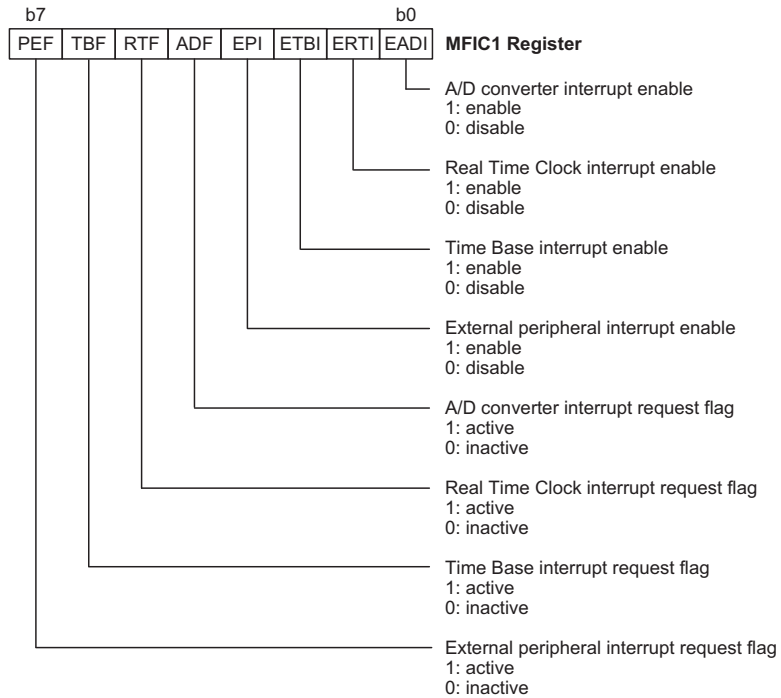 b7 b0
PEF TBF RTF ADF EPI ETBI ERTI EADI MFIC1 Register
A/D converter interrupt enable
1: enable
0: disable
Real Time Clock interrupt enable
1: enable
0: disable
Time Base interrupt enable
1: enable
0: disable
External peripheral interrupt enable
1: enable
0: disable
A/D converter interrupt request flag
1: active
0: inactive
Real Time Clock interrupt request flag
1: active
0: inactive
Time Base interrupt request flag
1: active
0: inactive
External peripheral interrupt request flag
1: active
0: inactive